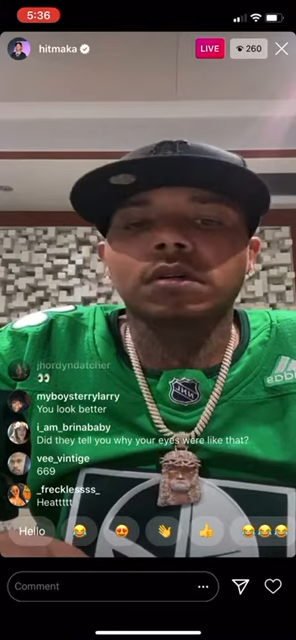 5:36
hitmaka
LIVE
260
jhordyndatcher
👀
myboysterrylarry
You look better
i_am_brinababy
Did they tell you why your eyes were like that?
vee_vintige
669
_frecklessss_
Heattttt
Hello 😂 😍 👋 👍 😂😂😂
Comment